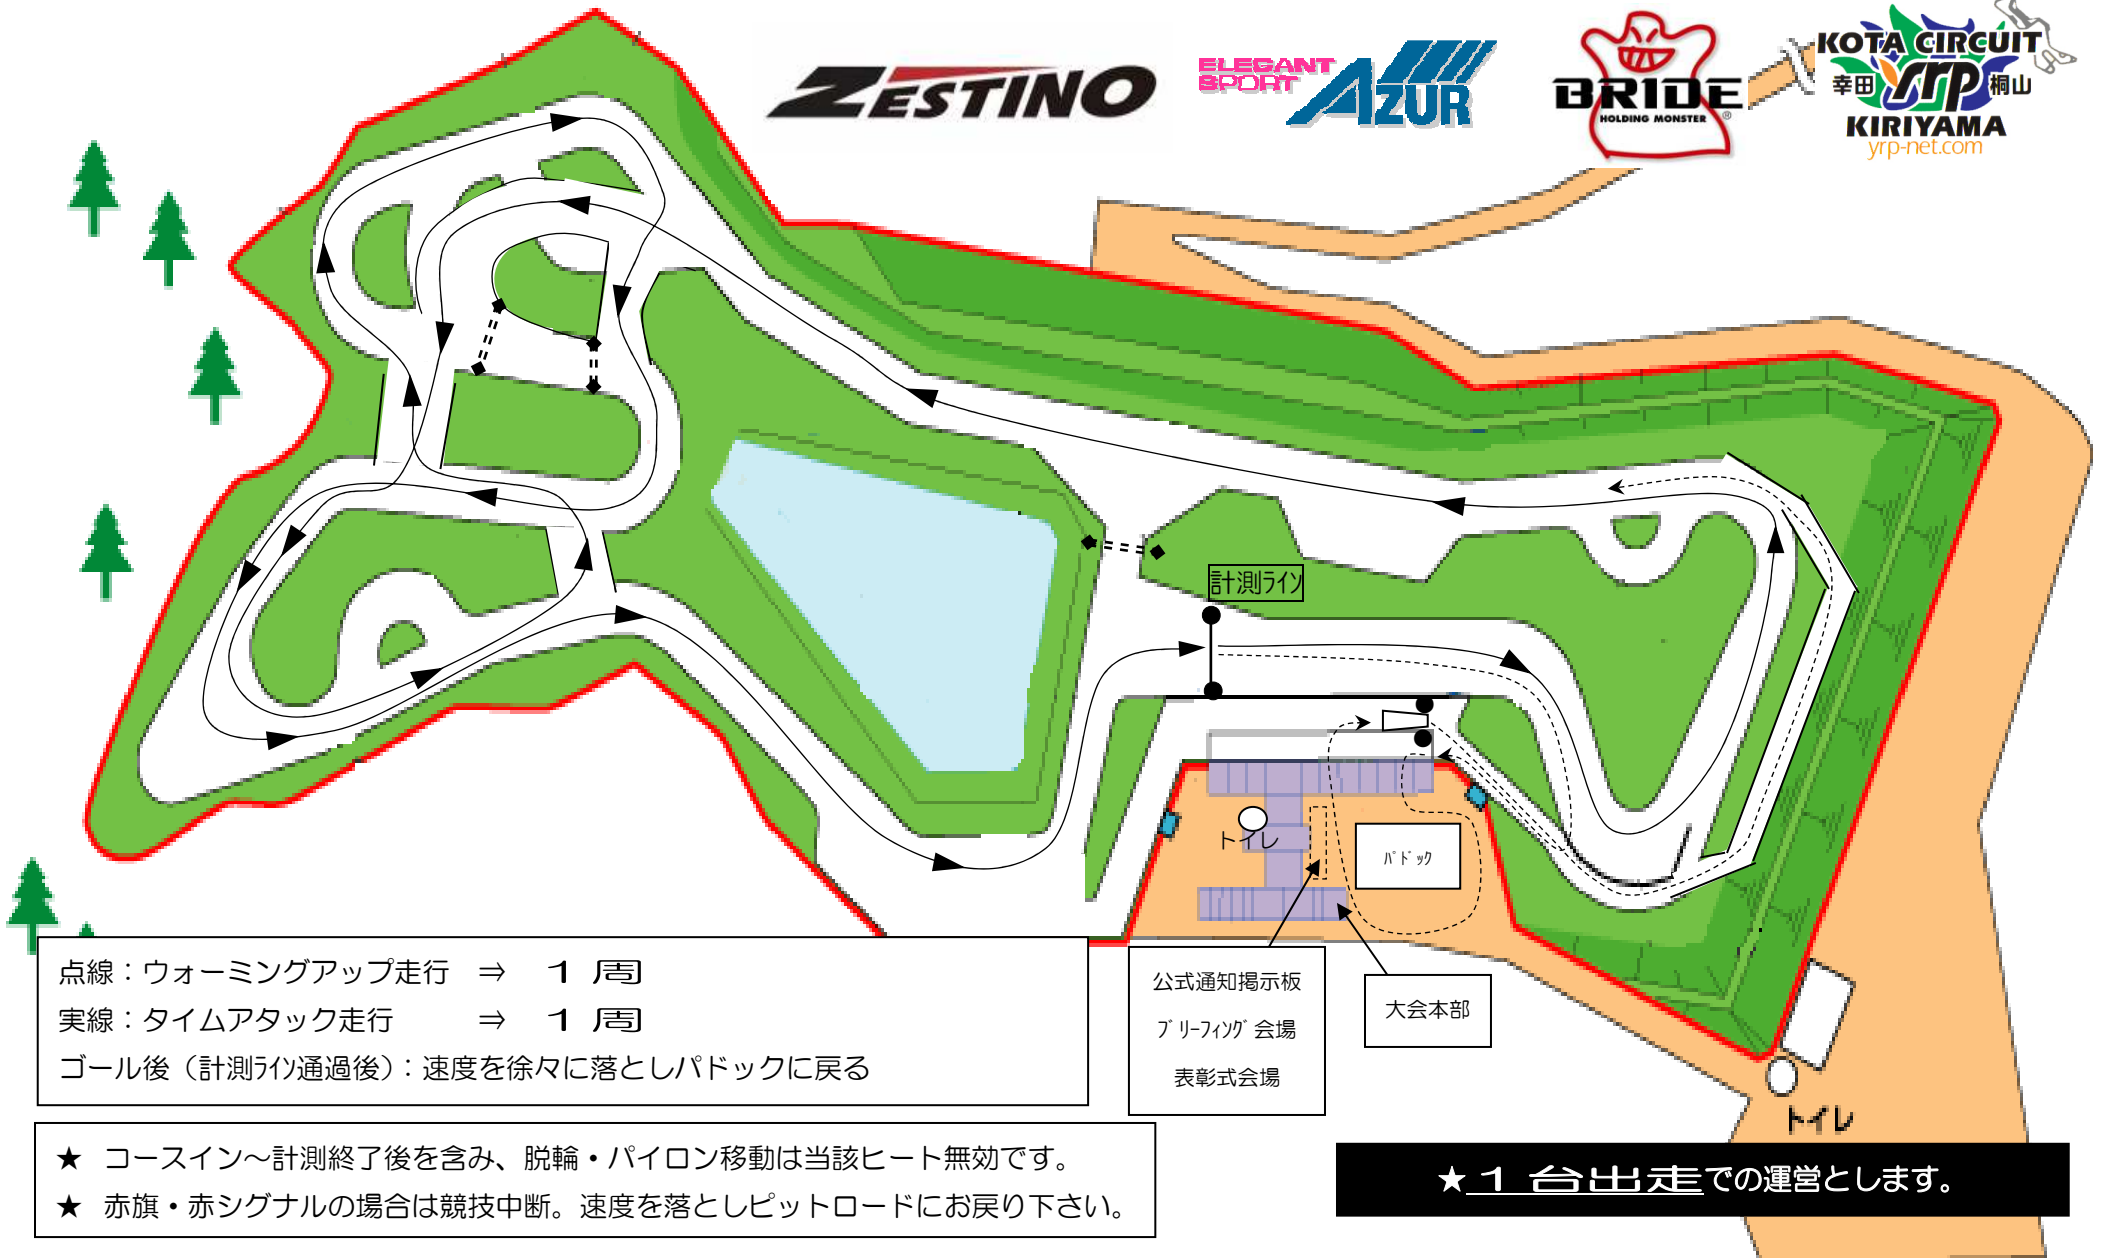 ZESTINO
ELEGANT
SPORT
AZUR
BRIDE
HOLDING MONSTER
®
KOTA CIRCUIT
幸田 yrp 桐山
KIRIYAMA
yrp-net.com
計測ﾗｲﾝ
トイレ
ﾊﾟﾄﾞｯｸ
公式通知掲示板
ﾌﾞﾘｰﾌｨﾝｸﾞ会場
表彰式会場
大会本部
トイレ
点線：ウォーミングアップ走行 ⇒ １周
実線：タイムアタック走行 ⇒ １周
ゴール後（計測ﾗｲﾝ通過後）：速度を徐々に落としパドックに戻る
★ コースイン～計測終了後を含み、脱輪・パイロン移動は当該ヒート無効です。
★ 赤旗・赤シグナルの場合は競技中断。速度を落としピットロードにお戻り下さい。
★１台出走での運営とします。